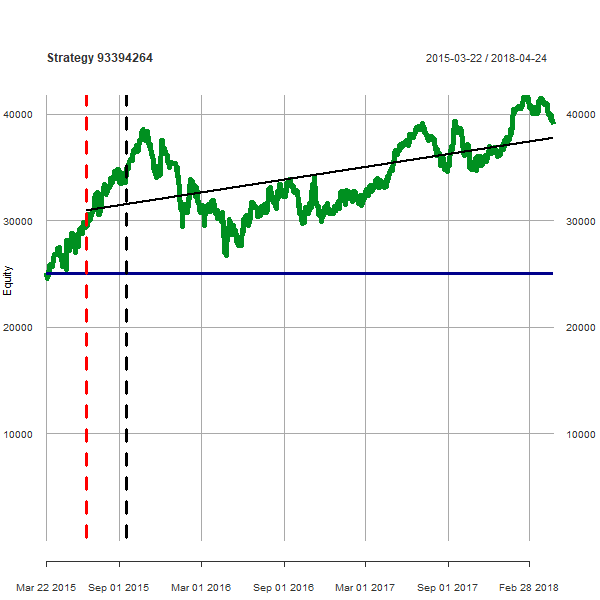 Strategy 93394264
2015-03-22 / 2018-04-24
40000 40000
30000 30000
Equity
20000 20000
10000 10000
Mar 22 2015 Sep 01 2015 Mar 01 2016 Sep 01 2016 Mar 01 2017 Sep 01 2017 Feb 28 2018